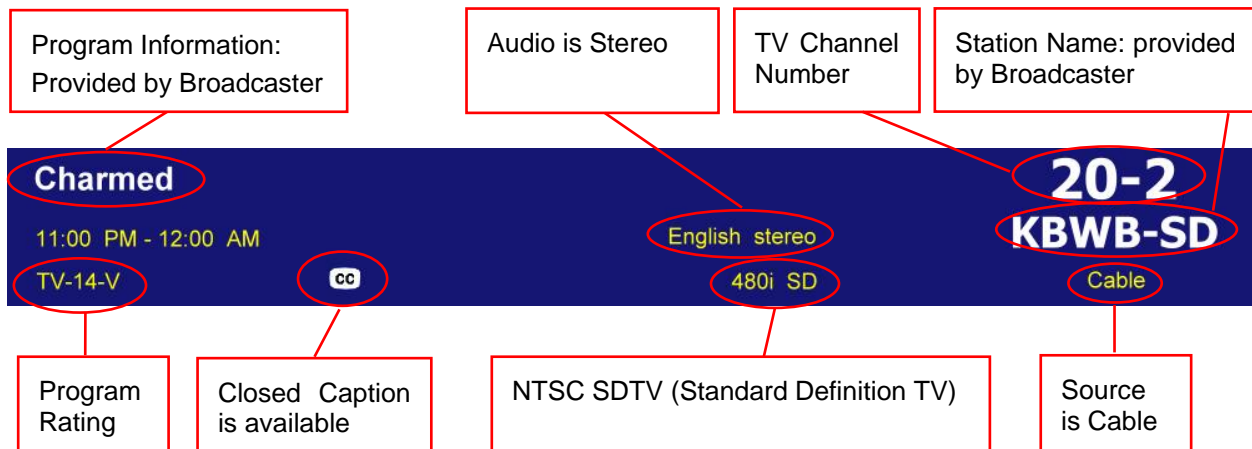 Program Information:
Provided by Broadcaster
Audio is Stereo
TV Channel
Number
Station Name: provided
by Broadcaster
Charmed
20-2
11:00 PM - 12:00 AM
English stereo
KBWB-SD
TV-14-V
CC
480i SD
Cable
Program
Rating
Closed Caption
is available
NTSC SDTV (Standard Definition TV)
Source
is Cable